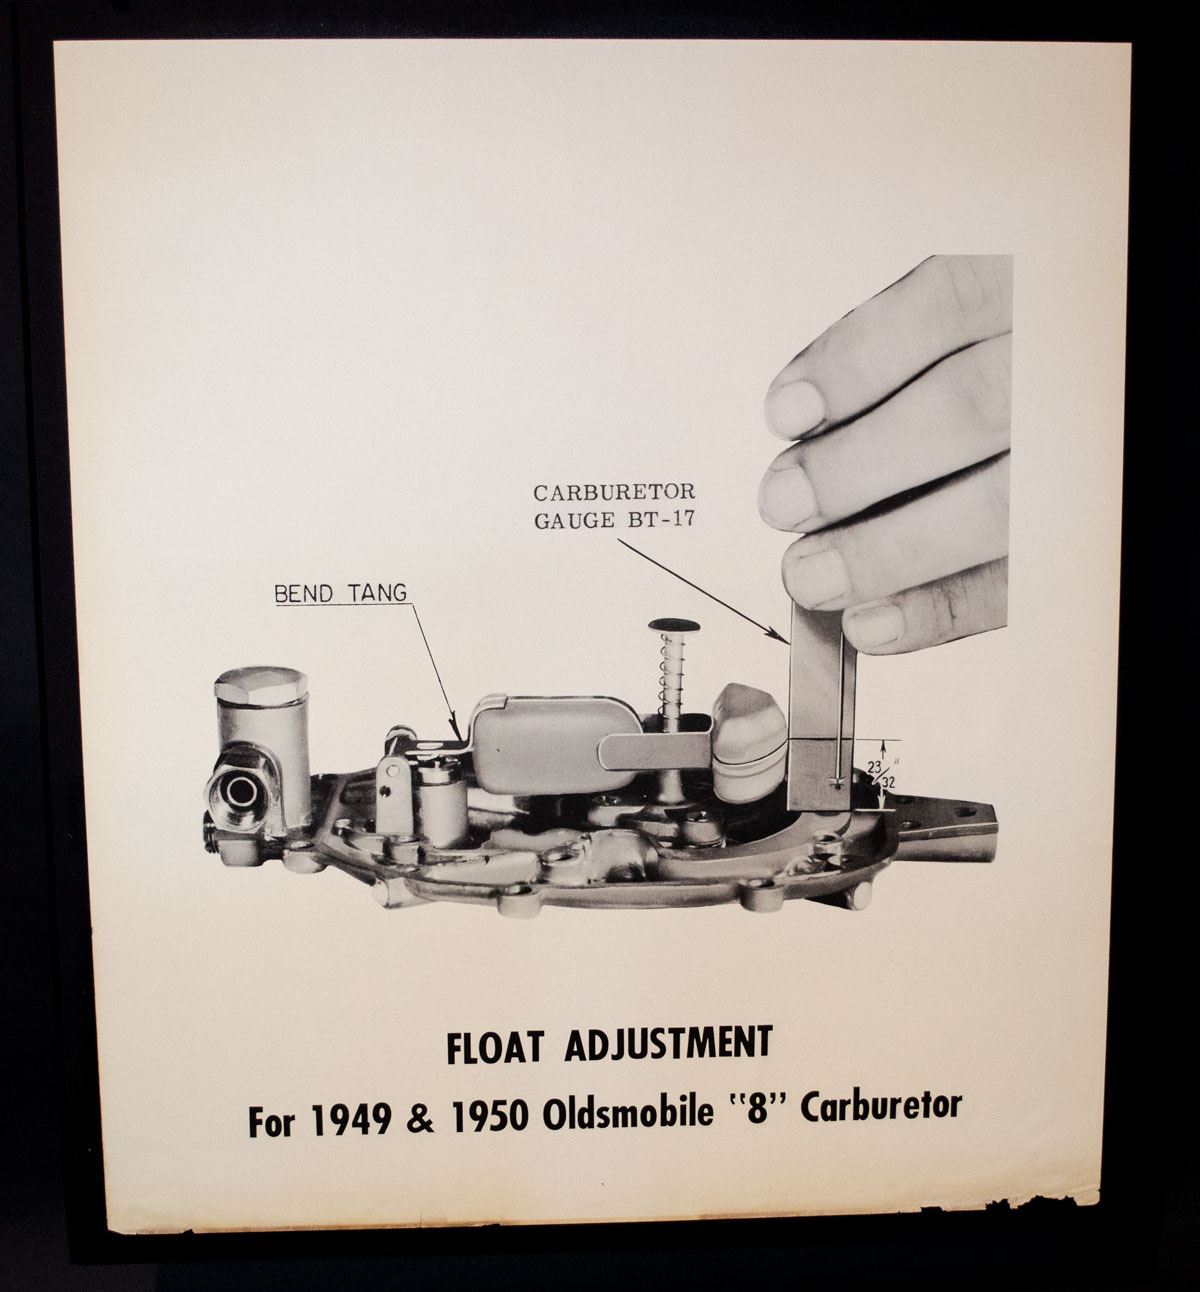 CARBURETOR
GAUGE BT-17
BEND TANG
23/32"
FLOAT ADJUSTMENT
For 1949 & 1950 Oldsmobile "8" Carburetor